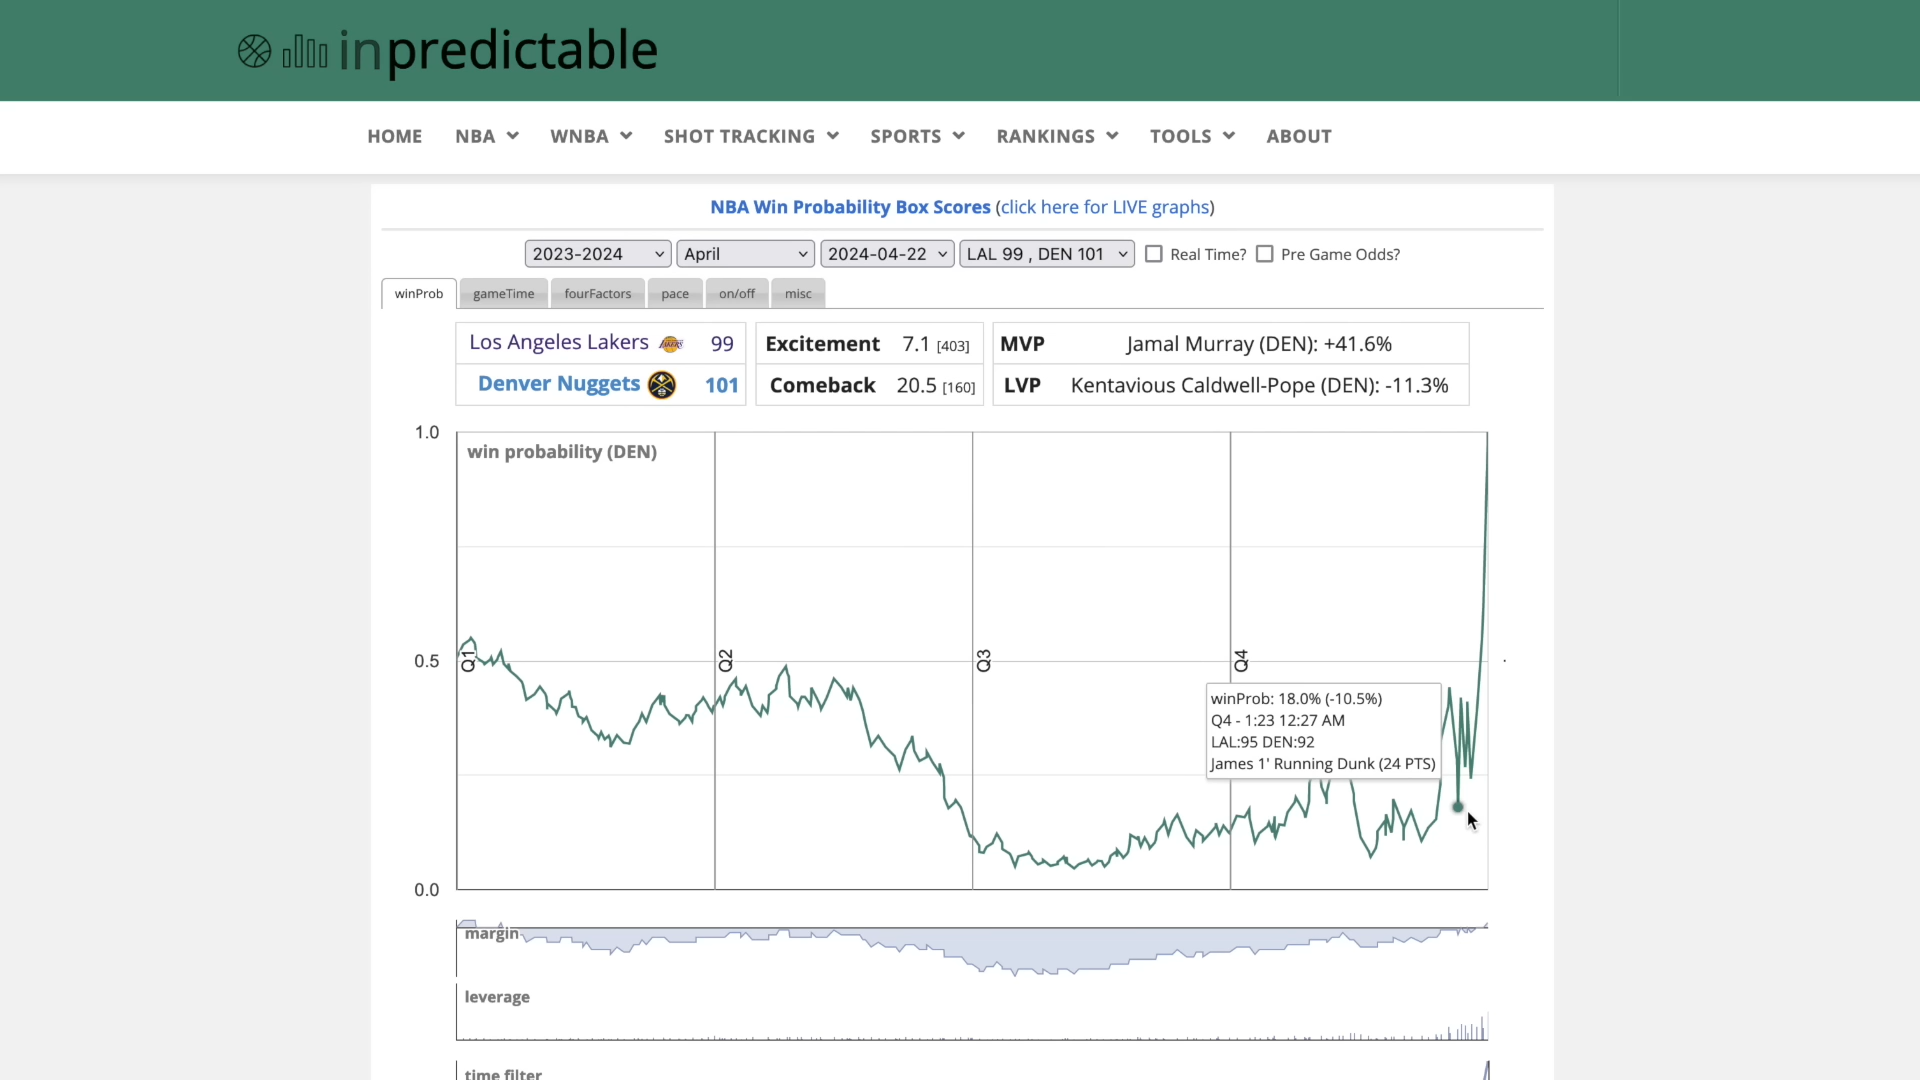 inpredictable
HOME NBA WNBA SHOT TRACKING SPORTS RANKINGS TOOLS ABOUT
NBA Win Probability Box Scores (click here for LIVE graphs)
2023-2024 April 2024-04-22 LAL 99 , DEN 101 Real Time? Pre Game Odds?
winProb gameTime fourFactors pace on/off misc
Los Angeles Lakers 99 Excitement 7.1 [403] MVP Jamal Murray (DEN): +41.6%
Denver Nuggets 101 Comeback 20.5 [160] LVP Kentavious Caldwell-Pope (DEN): -11.3%
1.0
win probability (DEN)
0.5 Q1 Q2 Q3 Q4
winProb: 18.0% (-10.5%)
Q4 - 1:23 12:27 AM
LAL:95 DEN:92
James 1' Running Dunk (24 PTS)
0.0
margin
leverage
time filter